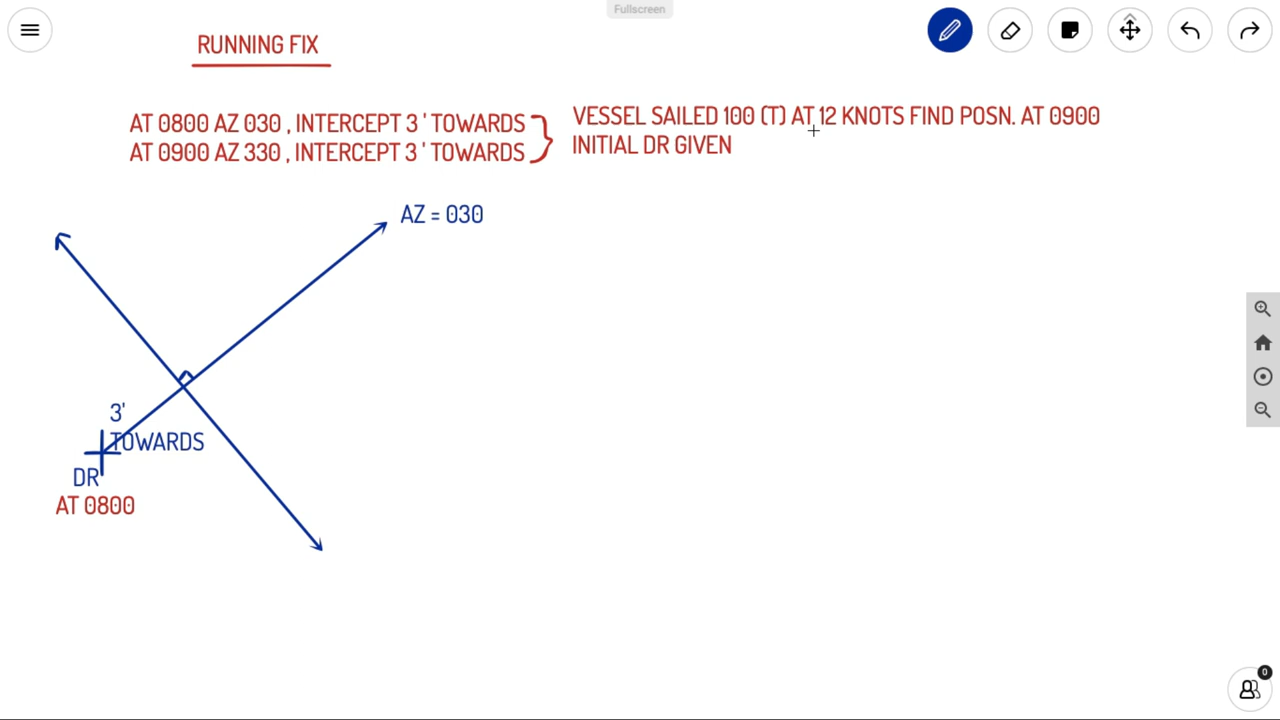 Fullscreen
RUNNING FIX
AT 0800 AZ 030 , INTERCEPT 3 ' TOWARDS
AT 0900 AZ 330 , INTERCEPT 3 ' TOWARDS
VESSEL SAILED 100 (T) AT 12 KNOTS FIND POSN. AT 0900
INITIAL DR GIVEN
AZ = 030
3'
TOWARDS
DR
AT 0800
0